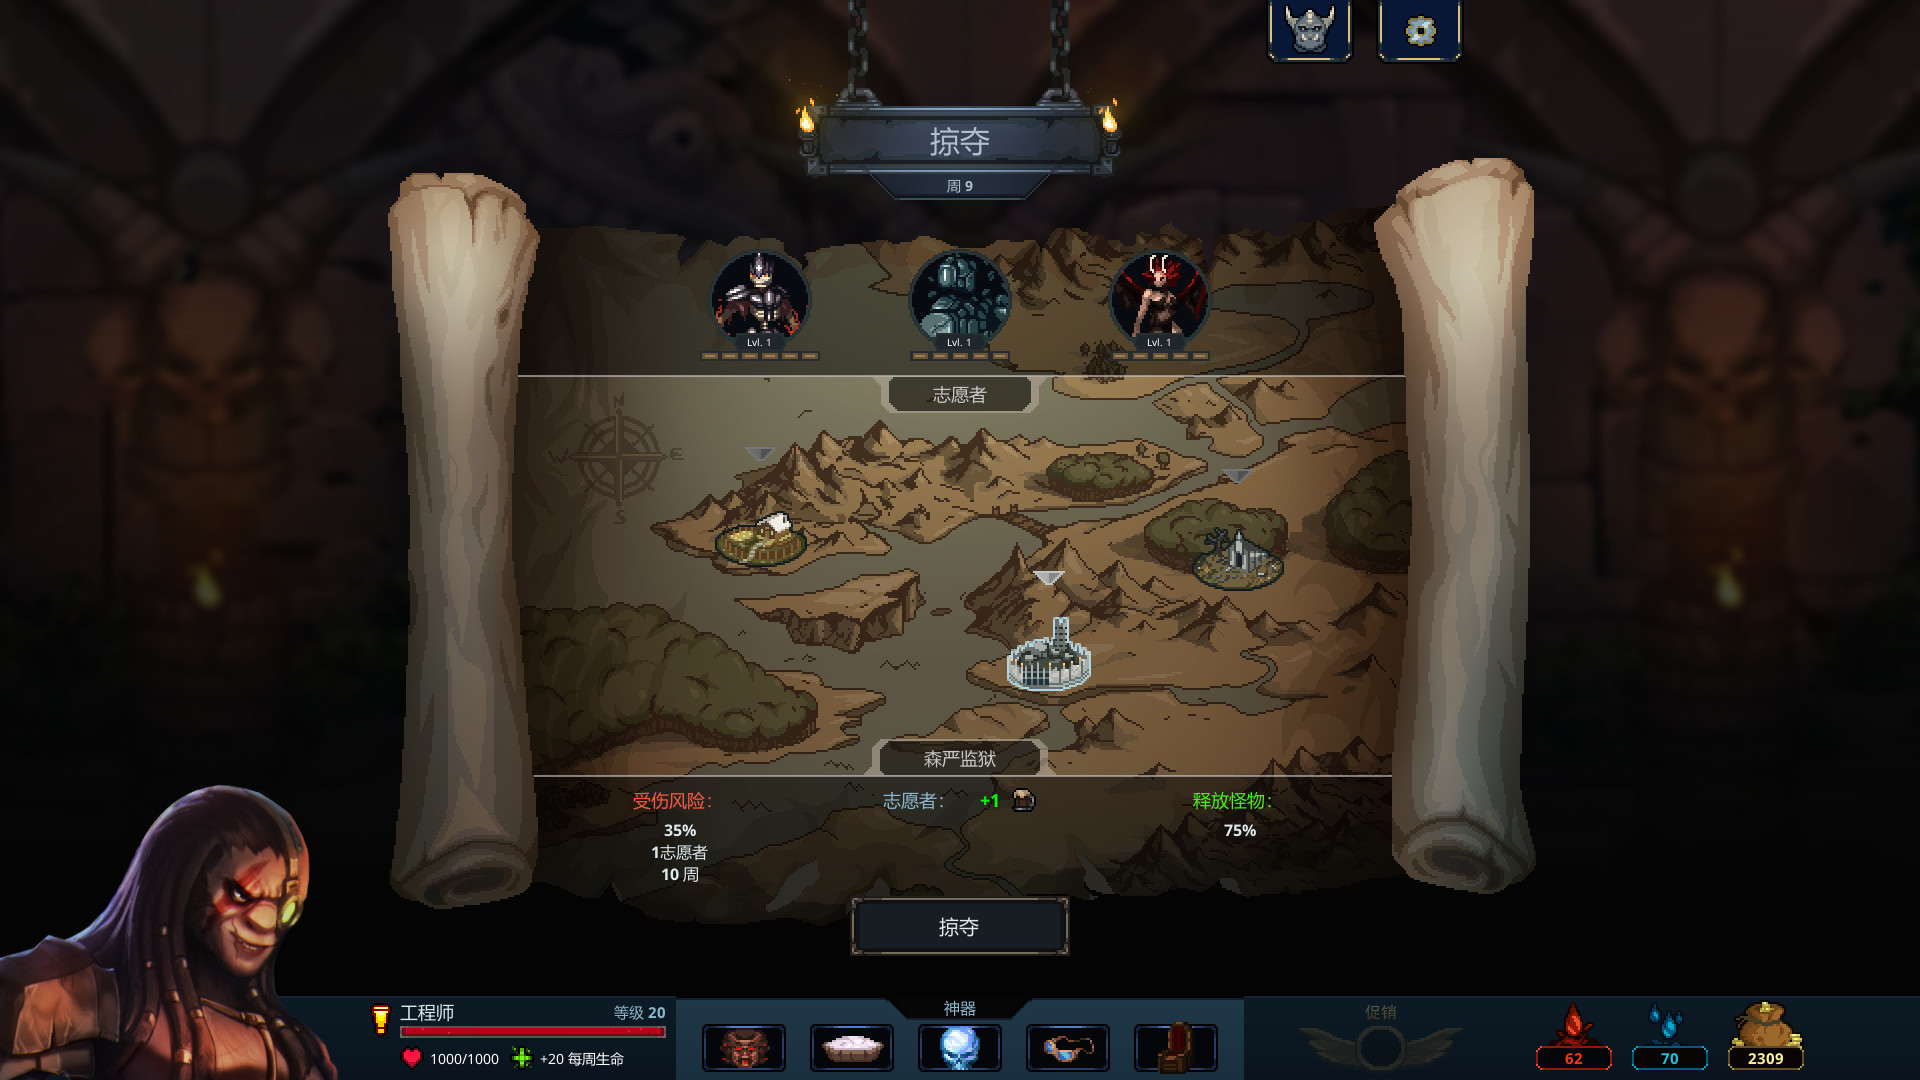 掠夺
周 9
Lvl. 1
Lvl. 1
Lvl. 1
志愿者
N
W
E
S
森严监狱
受伤风险:
35%
1志愿者
10 周
志愿者: +1
释放怪物:
75%
掠夺
工程师
等级 20
1000/1000
+20 每周生命
神器
促销
62
70
2309